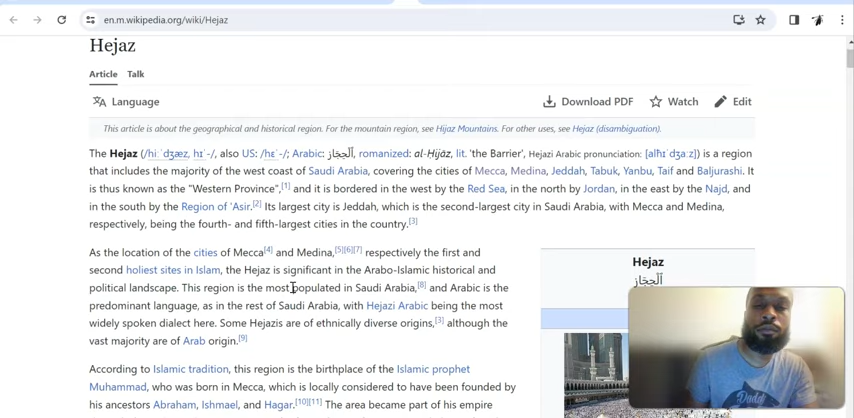 en.m.wikipedia.org/wiki/Hejaz
Hejaz
Article Talk
Language Download PDF Watch Edit
This article is about the geographical and historical region. For the mountain region, see Hijaz Mountains. For other uses, see Hejaz (disambiguation).
The Hejaz (/hiːˈdʒæz, hɪˈ-/, also US: /hɛˈ-/; Arabic: ٱلْحِجَاز, romanized: al-Ḥijāz, lit. 'the Barrier', Hejazi Arabic pronunciation: [alħɪˈdʒaːz]) is a region
that includes the majority of the west coast of Saudi Arabia, covering the cities of Mecca, Medina, Jeddah, Tabuk, Yanbu, Taif and Baljurashi. It
is thus known as the "Western Province",[1] and it is bordered in the west by the Red Sea, in the north by Jordan, in the east by the Najd, and
in the south by the Region of 'Asir.[2] Its largest city is Jeddah, which is the second-largest city in Saudi Arabia, with Mecca and Medina,
respectively, being the fourth- and fifth-largest cities in the country.[3]
As the location of the cities of Mecca[4] and Medina,[5][6][7] respectively the first and
second holiest sites in Islam, the Hejaz is significant in the Arabo-Islamic historical and
political landscape. This region is the most populated in Saudi Arabia,[8] and Arabic is the
predominant language, as in the rest of Saudi Arabia, with Hejazi Arabic being the most
widely spoken dialect here. Some Hejazis are of ethnically diverse origins,[3] although the
vast majority are of Arab origin.[9]
According to Islamic tradition, this region is the birthplace of the Islamic prophet
Muhammad, who was born in Mecca, which is locally considered to have been founded by
his ancestors Abraham, Ishmael, and Hagar.[10][11] The area became part of his empire
Hejaz
ٱلْحِجَاز
Daddy